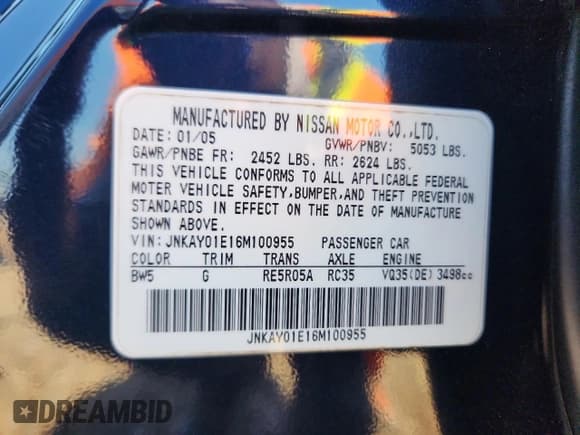 MANUFACTURED BY NISSAN MOTOR CO.,LTD.
DATE: 01/05 GVWR/PNBV: 5053 LBS.
GAWR/PNBE FR: 2452 LBS. RR: 2624 LBS.
THIS VEHICLE CONFORMS TO ALL APPLICABLE FEDERAL
MOTER VEHICLE SAFETY,BUMPER,AND THEFT PREVENTION
STANDARDS IN EFFECT ON THE DATE OF MANUFACTURE
SHOWN ABOVE.
VIN: JNKAY01E16M100955 PASSENGER CAR
COLOR TRIM TRANS AXLE ENGINE
BW5 G RE5R05A RC35 VQ35(DE) 3498cc
JNKAY01E16M100955
DREAMBID